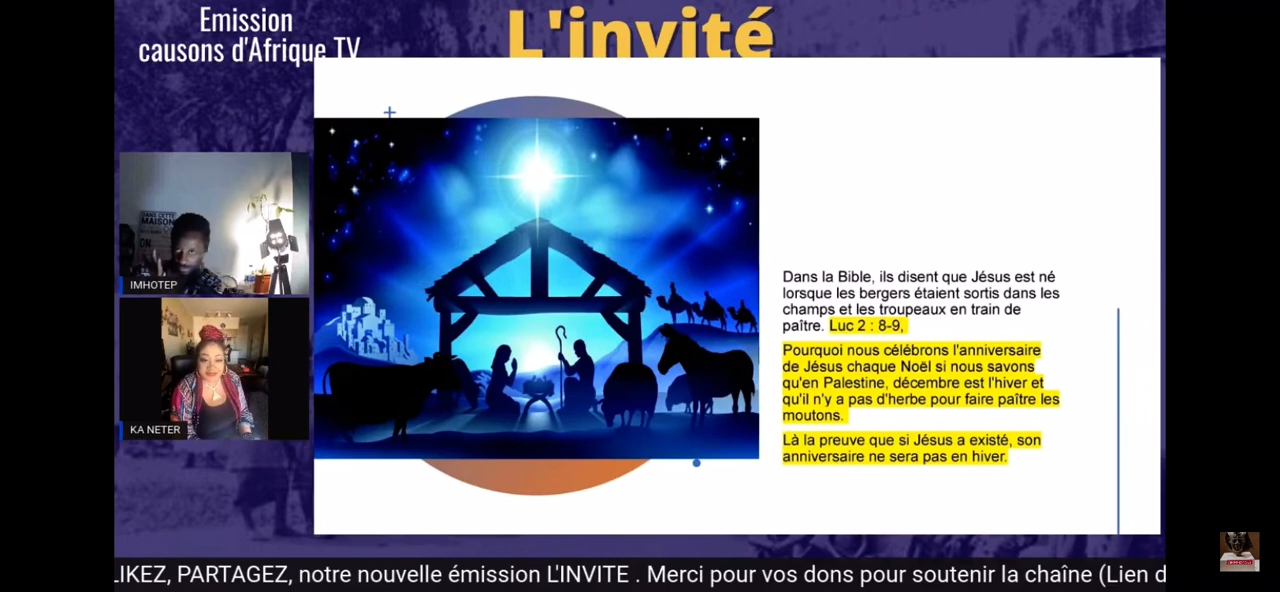 Emission
causons d'Afrique TV
L'invité
DANS CETTE
MAISON
ON
IMHOTEP
KA NETER
Dans la Bible, ils disent que Jésus est né
lorsque les bergers étaient sortis dans les
champs et les troupeaux en train de
paître. Luc 2 : 8-9,
Pourquoi nous célébrons l'anniversaire
de Jésus chaque Noël si nous savons
qu'en Palestine, décembre est l'hiver et
qu'il n'y a pas d'herbe pour faire paître les
moutons.
Là la preuve que si Jésus a existé, son
anniversaire ne sera pas en hiver.
LIKEZ, PARTAGEZ, notre nouvelle émission L'INVITE . Merci pour vos dons pour soutenir la chaîne (Lien d